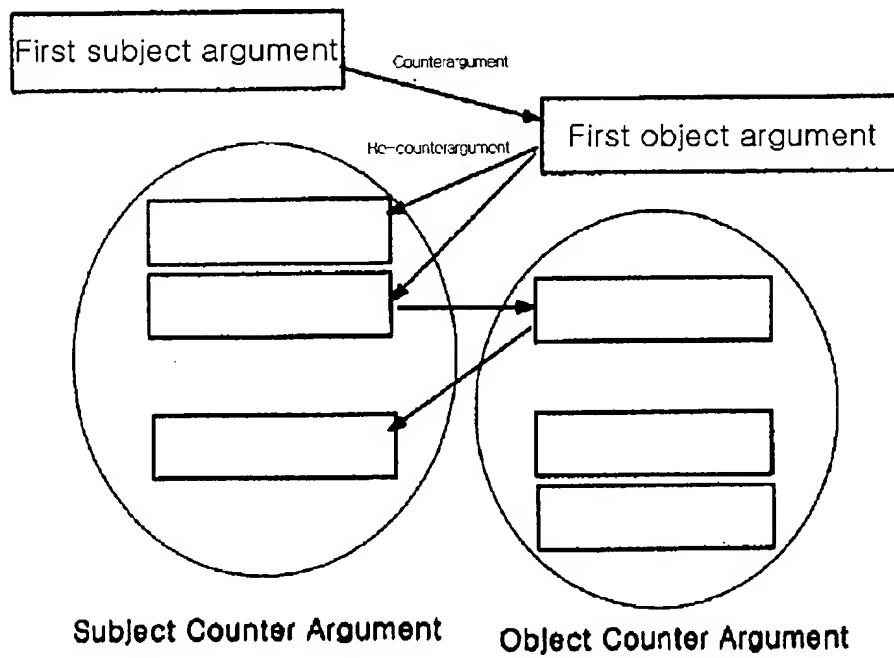 First subject argument
Counterargument
First object argument
Re-counterargument
Subject Counter Argument
Object Counter Argument